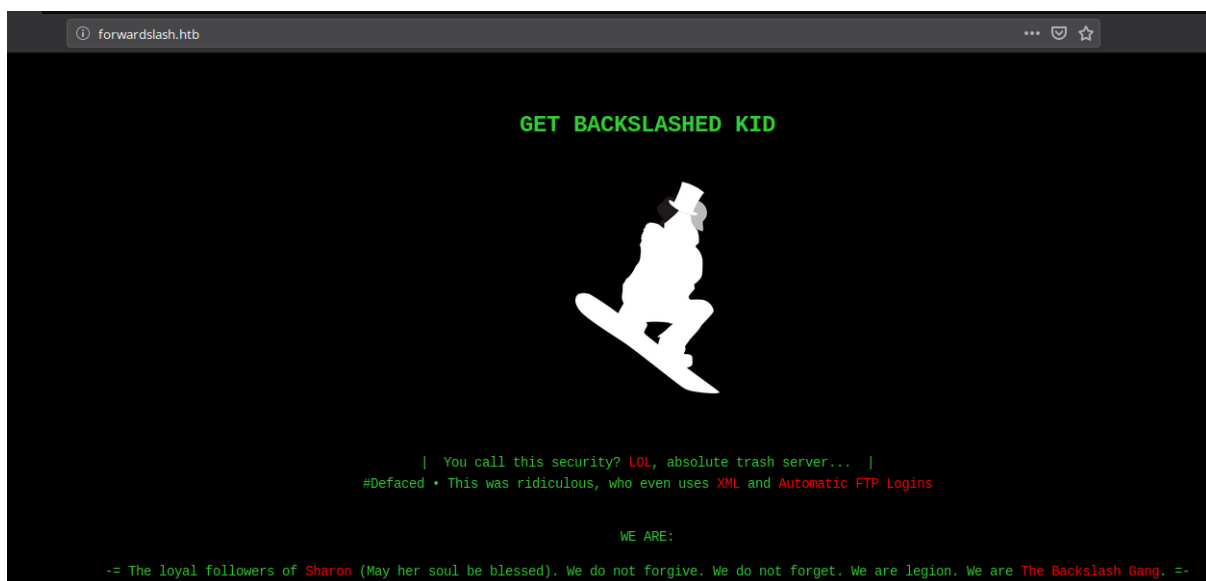 forwardslash.htb
GET BACKSLASHED KID
| You call this security? LOL, absolute trash server... |
#Defaced • This was ridiculous, who even uses XML and Automatic FTP Logins
WE ARE:
-= The loyal followers of Sharon (May her soul be blessed). We do not forgive. We do not forget. We are legion. We are The Backslash Gang. =-